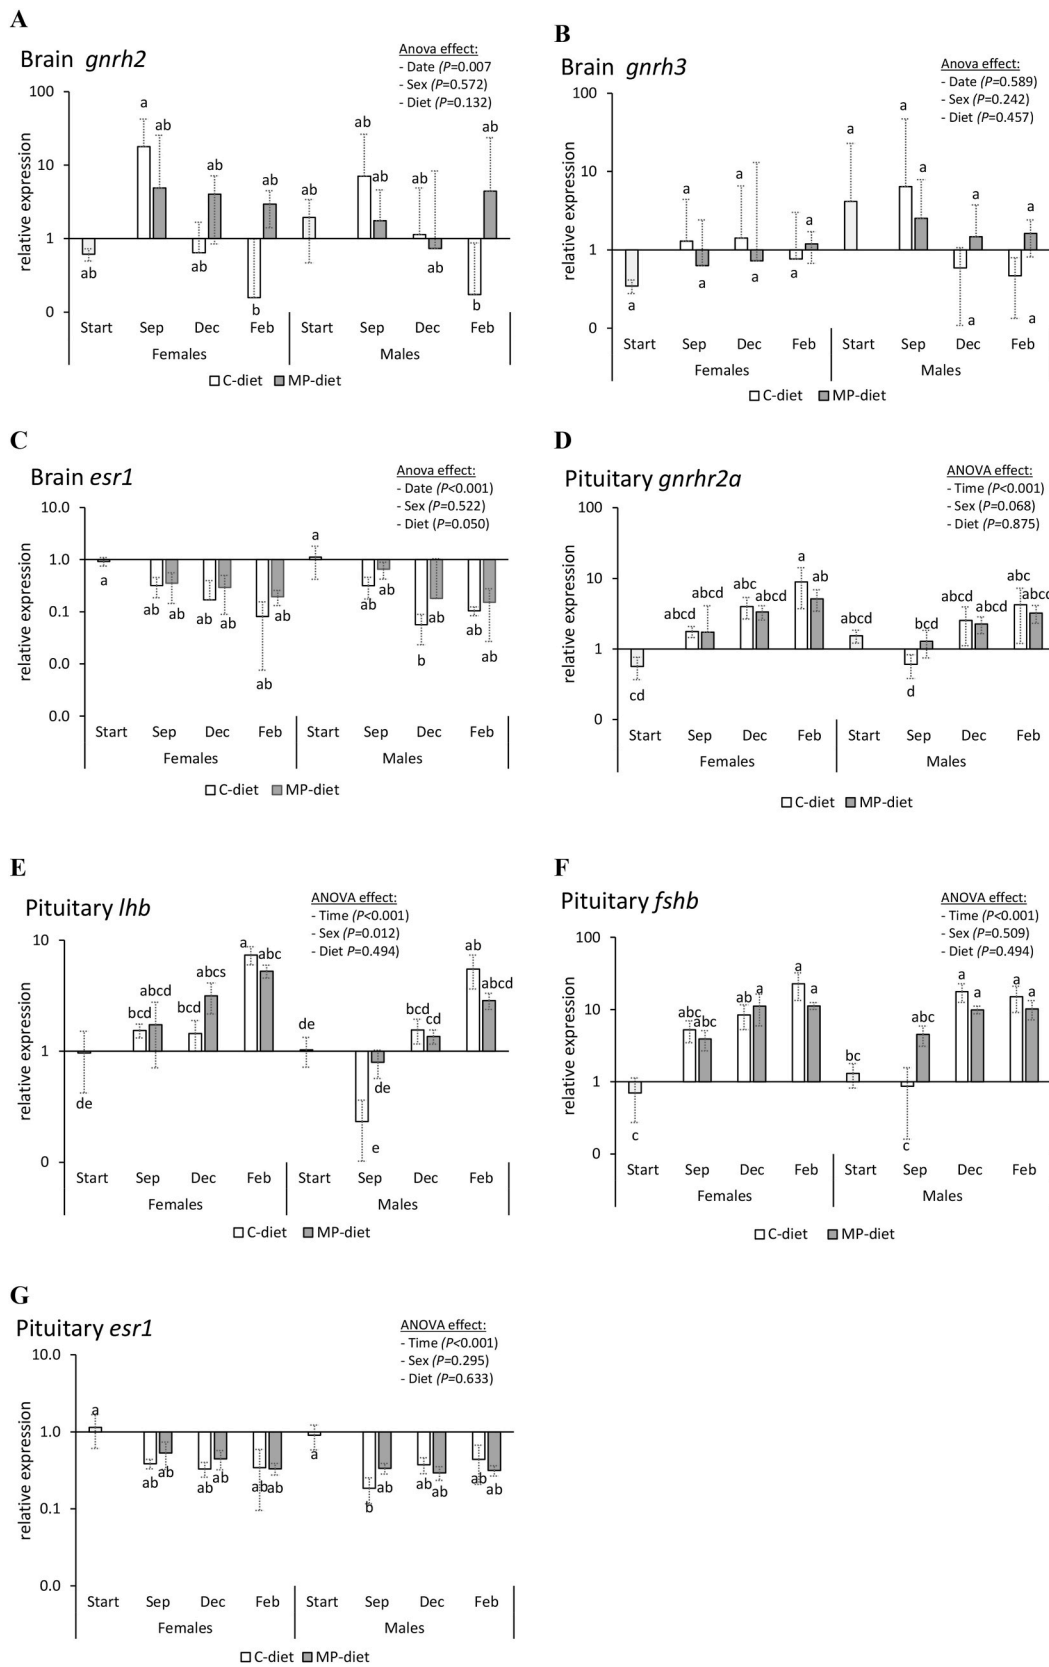 A
Brain gnrh2
Anova effect:
- Date (P=0.007
- Sex (P=0.572)
- Diet (P=0.132)
relative expression
100
10
1
0
a
ab
ab
ab
ab
ab
b
ab
ab
ab
ab
ab
ab
ab
b
ab
Start
Sep
Dec
Feb
Start
Sep
Dec
Feb
Females
Males
C-diet
MP-diet
B
Brain gnrh3
Anova effect:
- Date (P=0.589)
- Sex (P=0.242)
- Diet (P=0.457)
relative expression
100
10
1
0
a
a
a
a
a
a
a
a
a
a
a
a
a
a
Start
Sep
Dec
Feb
Start
Sep
Dec
Feb
Females
Males
C-diet
MP-diet
C
Brain esr1
Anova effect:
- Date (P<0.001)
- Sex (P=0.522)
- Diet (P=0.050)
relative expression
10.0
1.0
0.1
0.0
0.0
a
ab
ab
ab
ab
ab
ab
a
ab
ab
b
ab
ab
ab
Start
Sep
Dec
Feb
Start
Sep
Dec
Feb
Females
Males
C-diet
MP-diet
D
Pituitary gnrhr2a
ANOVA effect:
- Time (P<0.001)
- Sex (P=0.068)
- Diet (P=0.875)
relative expression
100
10
1
0
cd
abcd
abcd
abc
abcd
a
ab
abcd
d
bcd
abcd
abcd
abc
abcd
Start
Sep
Dec
Feb
Start
Sep
Dec
Feb
Females
Males
C-diet
MP-diet
E
Pituitary lhb
ANOVA effect:
- Time (P<0.001)
- Sex (P=0.012)
- Diet P=0.494)
relative expression
10
1
0
de
bcd
abcd
bcd
abcs
a
abc
de
e
de
bcd
cd
ab
abcd
Start
Sep
Dec
Feb
Start
Sep
Dec
Feb
Females
Males
C-diet
MP-diet
F
Pituitary fshb
ANOVA effect:
- Time (P<0.001)
- Sex (P=0.509)
- Diet (P=0.494)
relative expression
100
10
1
0
c
abc
abc
ab
a
a
a
bc
c
abc
a
a
a
a
Start
Sep
Dec
Feb
Start
Sep
Dec
Feb
Females
Males
C-diet
MP-diet
G
Pituitary esr1
ANOVA effect:
- Time (P<0.001)
- Sex (P=0.295)
- Diet (P=0.633)
relative expression
10.0
1.0
0.1
0.0
a
ab
ab
ab
ab
ab
ab
a
b
ab
ab
ab
ab
ab
Start
Sep
Dec
Feb
Start
Sep
Dec
Feb
Females
Males
C-diet
MP-diet